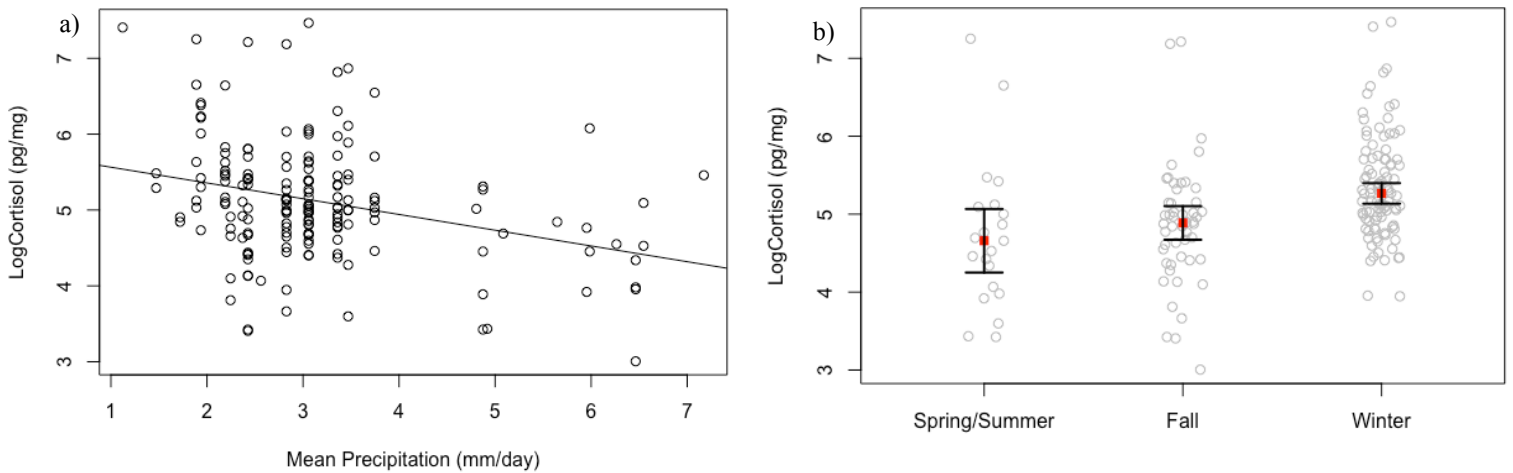 a)
LogCortisol (pg/mg)
7
6
5
4
3
1 2 3 4 5 6 7
Mean Precipitation (mm/day)
b)
LogCortisol (pg/mg)
7
6
5
4
3
Spring/Summer Fall Winter